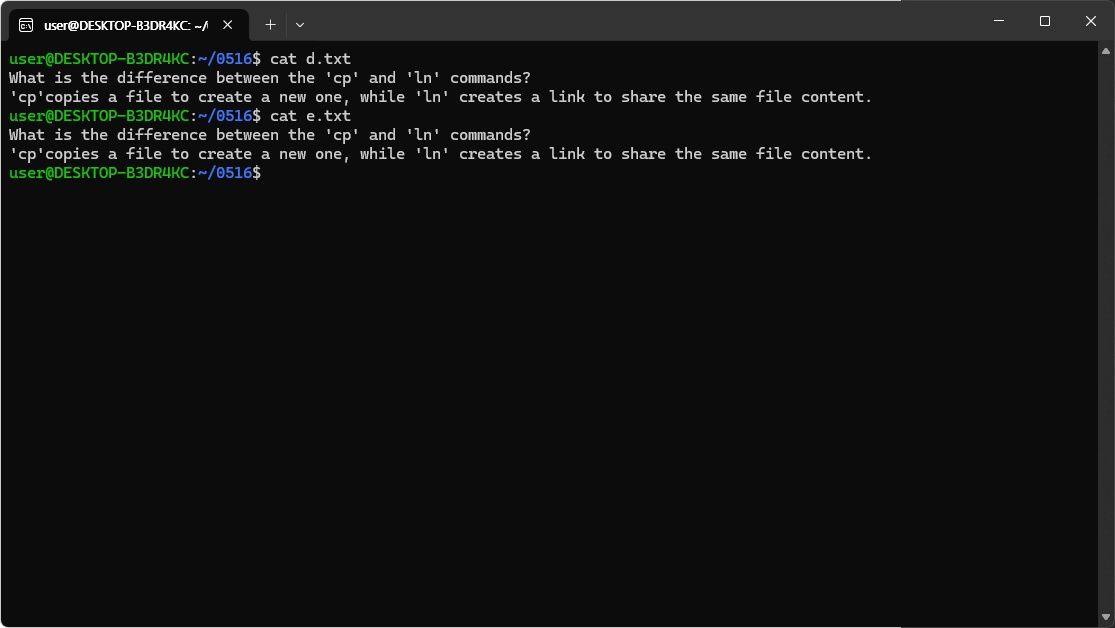 user@DESKTOP-B3DR4KC: ~/
user@DESKTOP-B3DR4KC:~/0516$ cat d.txt
What is the difference between the 'cp' and 'ln' commands?
'cp'copies a file to create a new one, while 'ln' creates a link to share the same file content.
user@DESKTOP-B3DR4KC:~/0516$ cat e.txt
What is the difference between the 'cp' and 'ln' commands?
'cp'copies a file to create a new one, while 'ln' creates a link to share the same file content.
user@DESKTOP-B3DR4KC:~/0516$